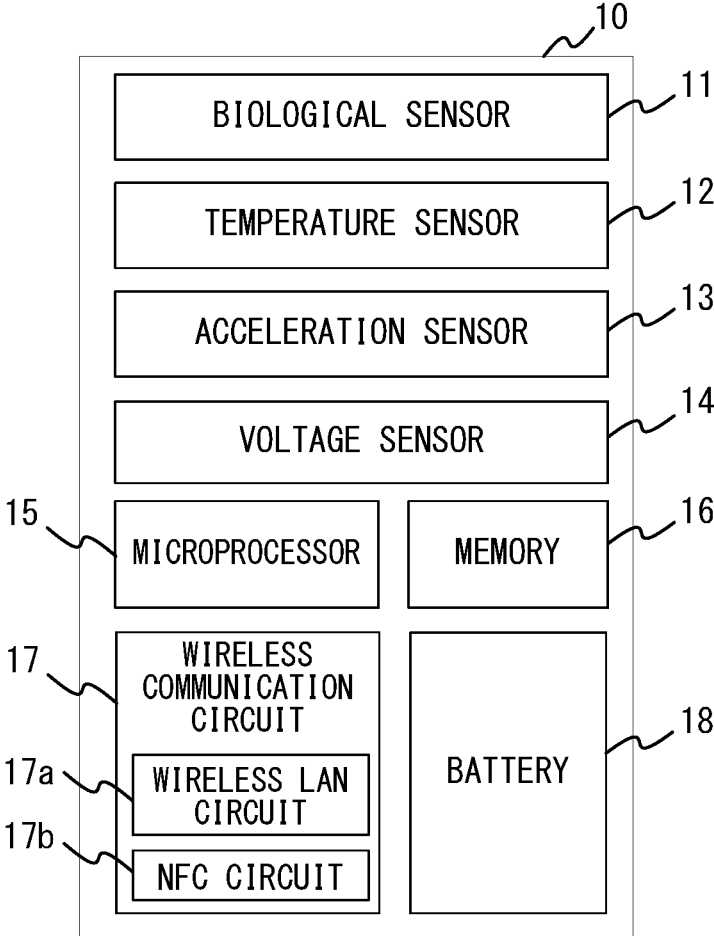 10
BIOLOGICAL SENSOR
11
TEMPERATURE SENSOR
12
ACCELERATION SENSOR
13
VOLTAGE SENSOR
14
15
MICROPROCESSOR
MEMORY
16
17
WIRELESS
COMMUNICATION
CIRCUIT
17a
WIRELESS LAN
CIRCUIT
17b
NFC CIRCUIT
BATTERY
18